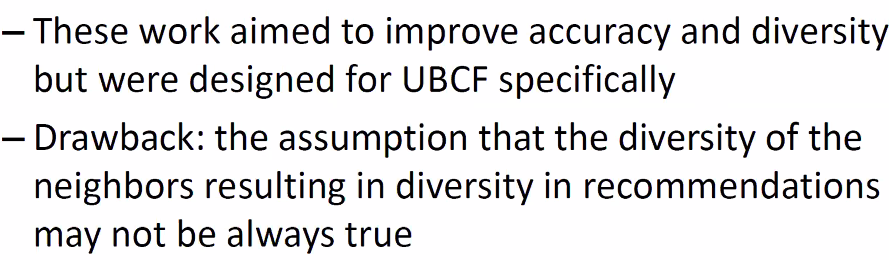 – These work aimed to improve accuracy and diversity
but were designed for UBCF specifically
– Drawback: the assumption that the diversity of the
neighbors resulting in diversity in recommendations
may not be always true